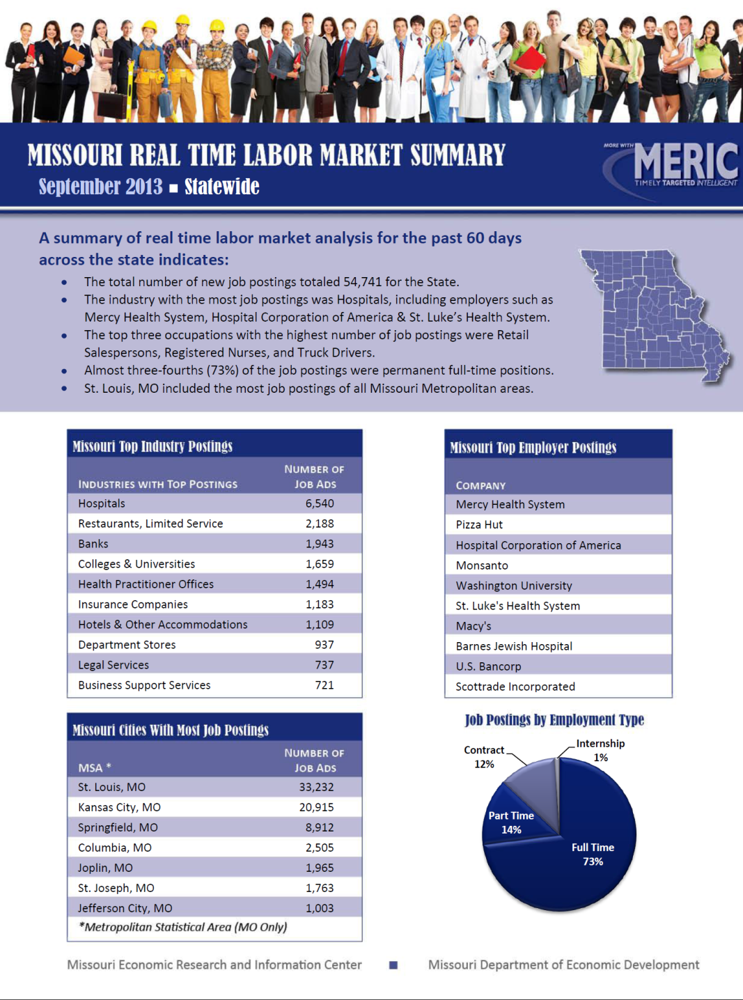 MISSOURI REAL TIME LABOR MARKET SUMMARY
September 2013 ■ Statewide
MORE WITH
MERIC
TIMELY TARGETED INTELLIGENT
A summary of real time labor market analysis for the past 60 days
across the state indicates:
• The total number of new job postings totaled 54,741 for the State.
• The industry with the most job postings was Hospitals, including employers such as
Mercy Health System, Hospital Corporation of America & St. Luke's Health System.
• The top three occupations with the highest number of job postings were Retail
Salespersons, Registered Nurses, and Truck Drivers.
• Almost three-fourths (73%) of the job postings were permanent full-time positions.
• St. Louis, MO included the most job postings of all Missouri Metropolitan areas.
Missouri Top Industry Postings
INDUSTRIES WITH TOP POSTINGS NUMBER OF JOB ADS
Hospitals 6,540
Restaurants, Limited Service 2,188
Banks 1,943
Colleges & Universities 1,659
Health Practitioner Offices 1,494
Insurance Companies 1,183
Hotels & Other Accommodations 1,109
Department Stores 937
Legal Services 737
Business Support Services 721
Missouri Top Employer Postings
COMPANY
Mercy Health System
Pizza Hut
Hospital Corporation of America
Monsanto
Washington University
St. Luke's Health System
Macy's
Barnes Jewish Hospital
U.S. Bancorp
Scottrade Incorporated
Missouri Cities With Most Job Postings
MSA * NUMBER OF JOB ADS
St. Louis, MO 33,232
Kansas City, MO 20,915
Springfield, MO 8,912
Columbia, MO 2,505
Joplin, MO 1,965
St. Joseph, MO 1,763
Jefferson City, MO 1,003
*Metropolitan Statistical Area (MO Only)
Job Postings by Employment Type
Internship
1%
Contract
12%
Part Time
14%
Full Time
73%
Missouri Economic Research and Information Center ■ Missouri Department of Economic Development